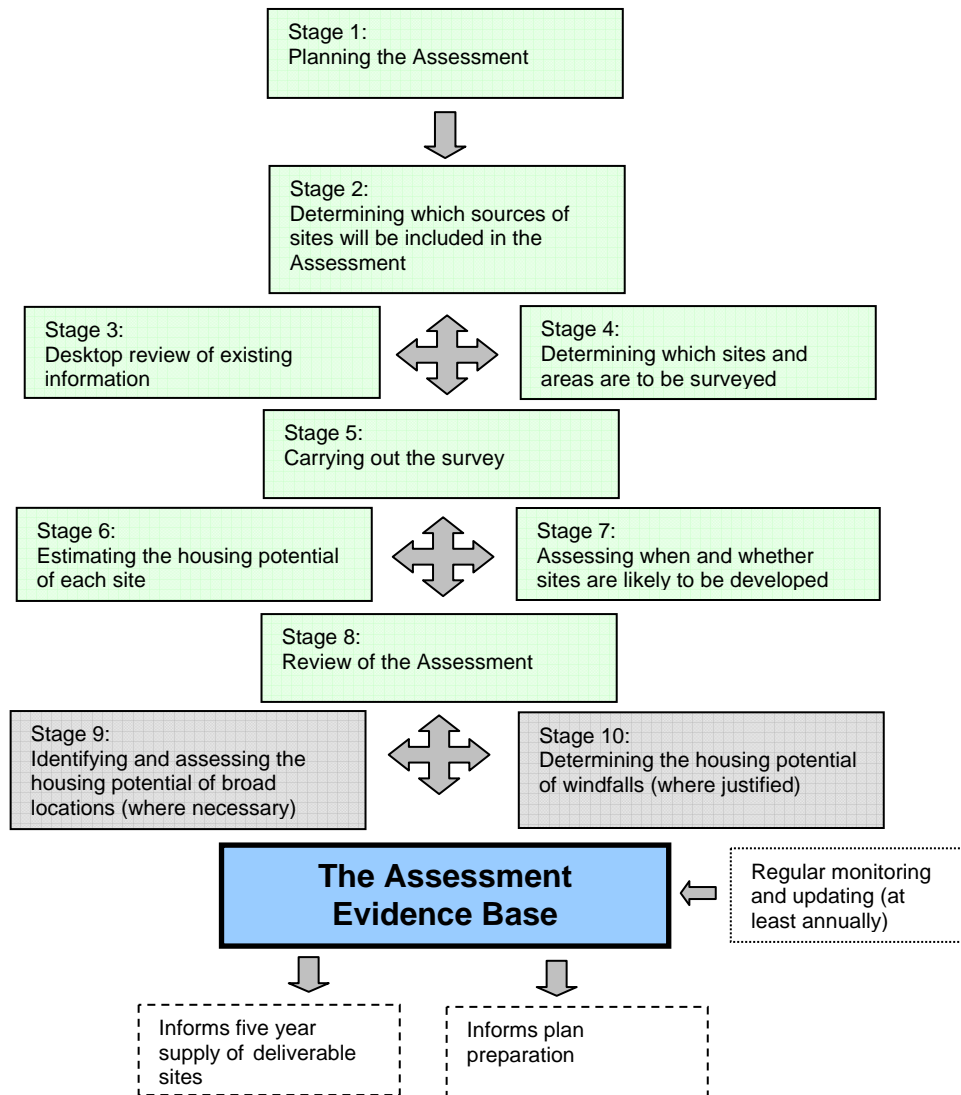 Stage 1:
Planning the Assessment
Stage 2:
Determining which sources of
sites will be included in the
Assessment
Stage 3:
Desktop review of existing
information
Stage 4:
Determining which sites and
areas are to be surveyed
Stage 5:
Carrying out the survey
Stage 6:
Estimating the housing potential
of each site
Stage 7:
Assessing when and whether
sites are likely to be developed
Stage 8:
Review of the Assessment
Stage 9:
Identifying and assessing the
housing potential of broad
locations (where necessary)
Stage 10:
Determining the housing potential
of windfalls (where justified)
The Assessment
Evidence Base
Regular monitoring
and updating (at
least annually)
Informs five year
supply of deliverable
sites
Informs plan
preparation